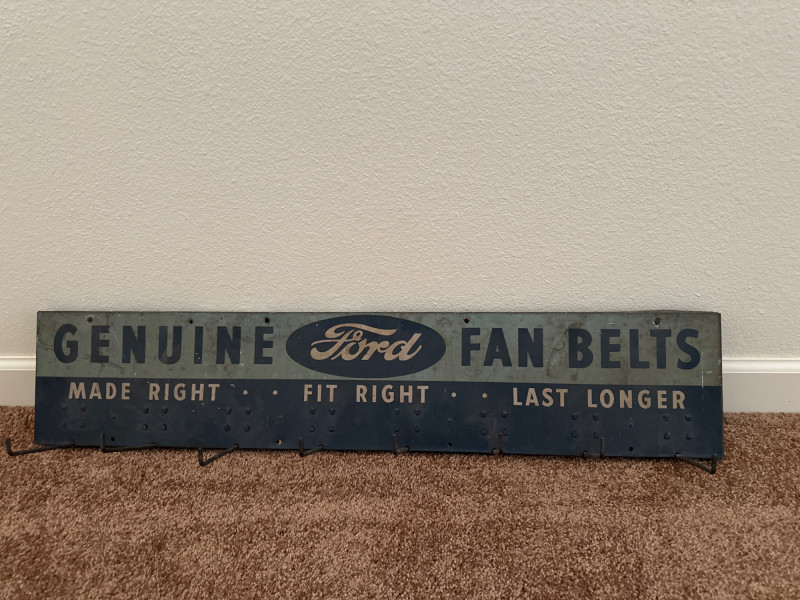 GENUINE Ford FAN BELTS
MADE RIGHT · · FIT RIGHT · · LAST LONGER